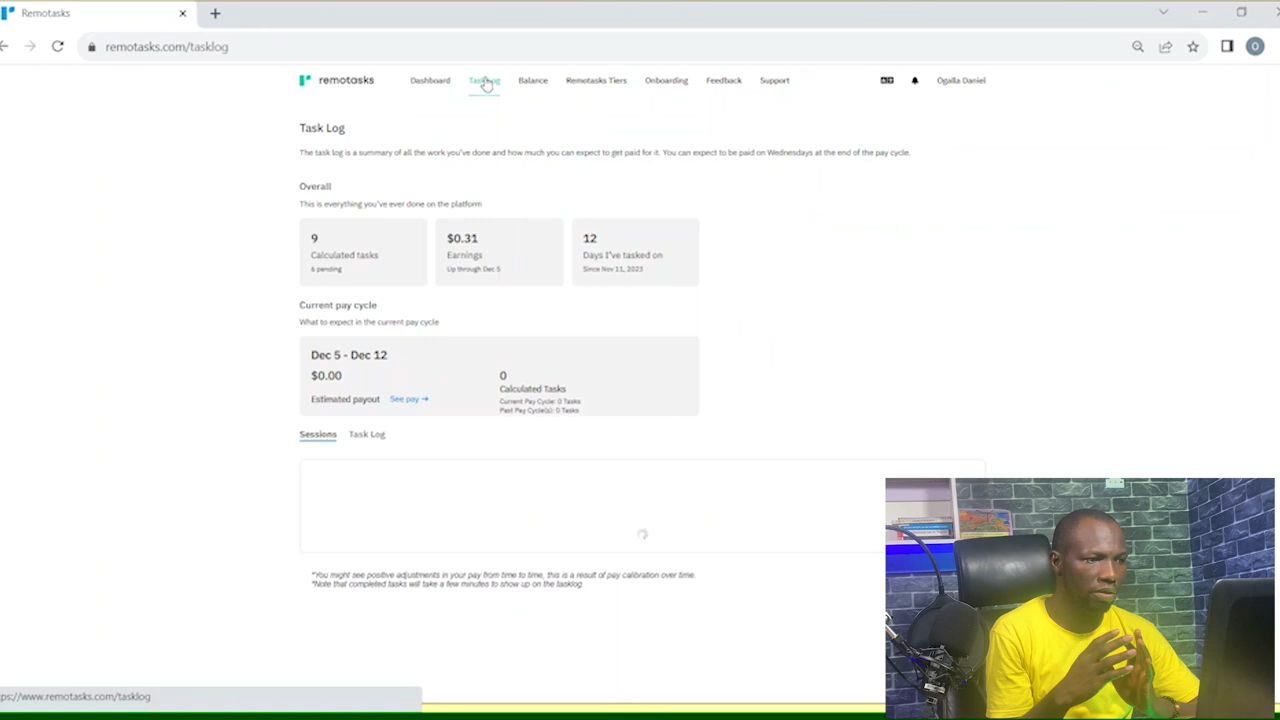 Remotasks
remotasks.com/tasklog
remotasks Dashboard Balance Remotasks Tiers Onboarding Feedback Support Ogalla Daniel
Task Log
The task log is a summary of all the work you've done and how much you can expect to get paid for it. You can expect to be paid on Wednesdays at the end of the pay cycle.
Overall
This is everything you've ever done on the platform
9 $0.31 12
Calculated tasks Earnings Days I've tasked on
6 pending Up through Dec 5 Since Nov 11, 2023
Current pay cycle
What to expect in the current pay cycle
Dec 5 - Dec 12
$0.00 0
Calculated Tasks
Estimated payout See pay → Current Pay Cycle: 0 Tasks
Past Pay Cycle(s): 0 Tasks
Sessions Task Log
*You might see positive adjustments in your pay from time to time, this is a result of pay calibration over time.
*Note that completed tasks will take a few minutes to show up on the tasklog.
tps://www.remotasks.com/tasklog